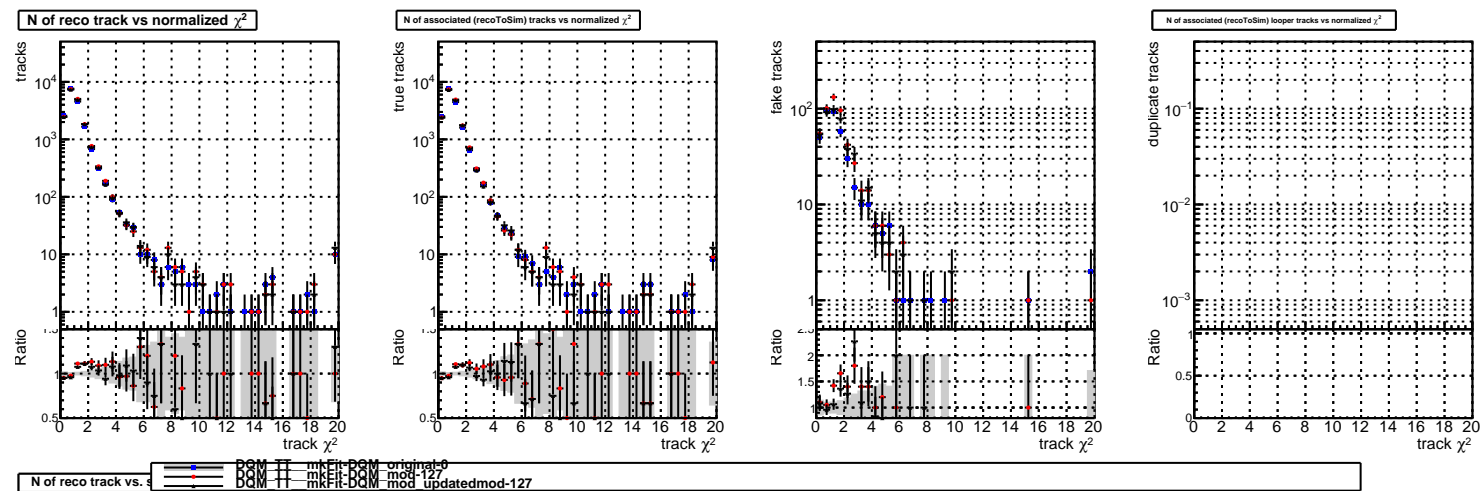 N of reco track vs normalized χ²
N of associated (recoToSim) tracks vs normalized χ²
N of associated (recoToSim) looper tracks vs normalized χ²
tracks
10⁴
10³
10²
10
1
Ratio
1
0.5
0 2 4 6 8 10 12 14 16 18 20
track χ²
true tracks
10⁴
10³
10²
10
1
Ratio
1
0.5
0 2 4 6 8 10 12 14 16 18 20
track χ²
fake tracks
10²
10
1
Ratio
2.5
2
1.5
1
0 2 4 6 8 10 12 14 16 18 20
track χ²
duplicate tracks
10⁻¹
10⁻²
10⁻³
Ratio
1
0.5
0
0 2 4 6 8 10 12 14 16 18 20
track χ²
N of reco track vs. s
DQM_TT__mkFit-DQM_original-0
DQM_TT__mkFit-DQM_mod-127
DQM_TT__mkFit-DQM_mod_updatedmod-127